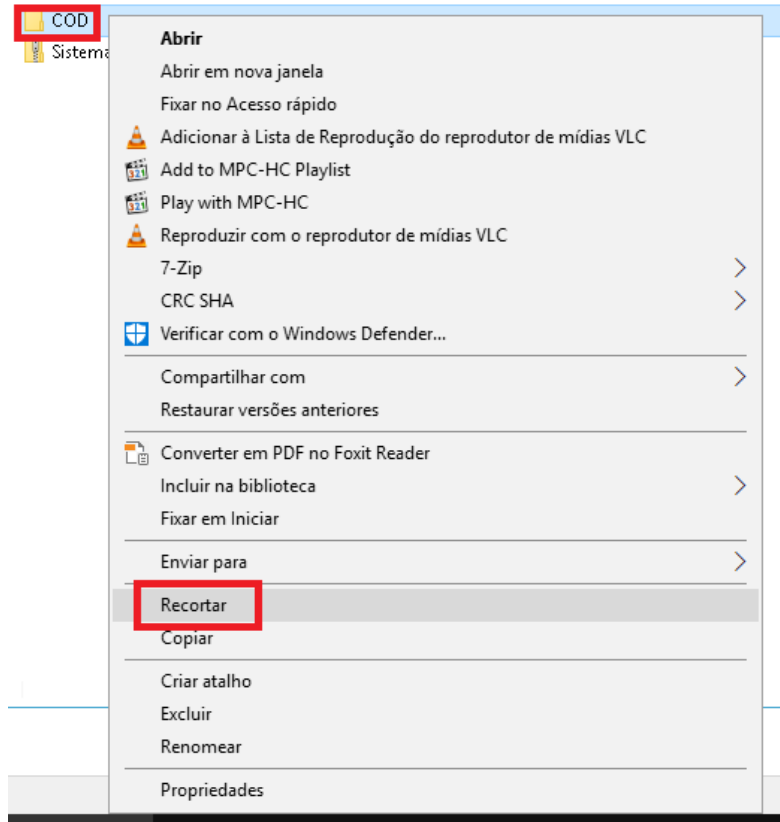 COD
Sistema
Abrir
Abrir em nova janela
Fixar no Acesso rápido
Adicionar à Lista de Reprodução do reprodutor de mídias VLC
Add to MPC-HC Playlist
Play with MPC-HC
Reproduzir com o reprodutor de mídias VLC
7-Zip
CRC SHA
Verificar com o Windows Defender...
Compartilhar com
Restaurar versões anteriores
Converter em PDF no Foxit Reader
Incluir na biblioteca
Fixar em Iniciar
Enviar para
Recortar
Copiar
Criar atalho
Excluir
Renomear
Propriedades